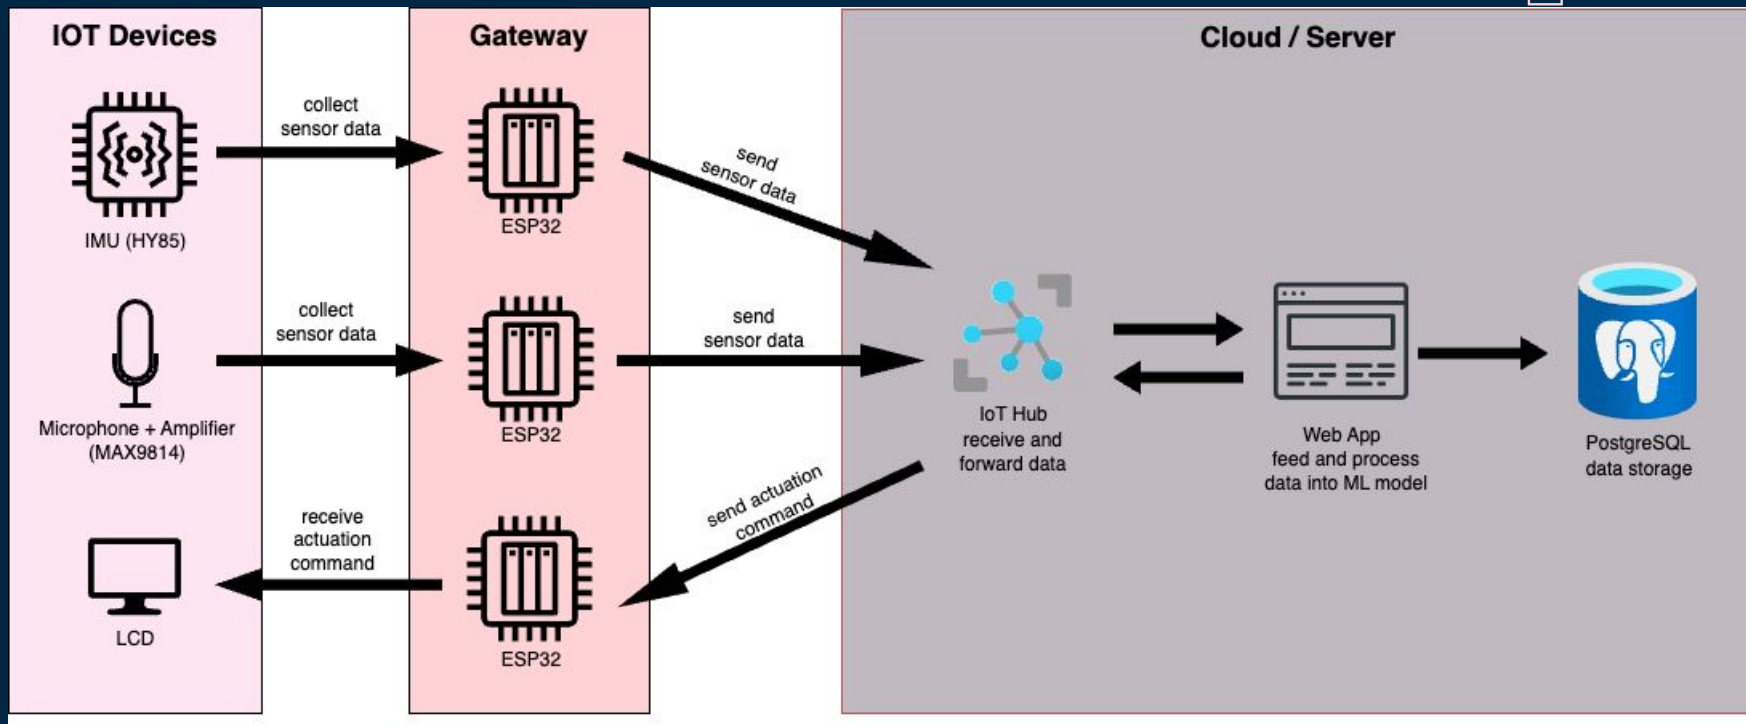 IOT Devices
Gateway
Cloud / Server
collect
sensor data
send
sensor data
IMU (HY85)
ESP32
collect
sensor data
send
sensor data
Microphone + Amplifier
(MAX9814)
ESP32
IoT Hub
receive and
forward data
Web App
feed and process
data into ML model
PostgreSQL
data storage
receive
actuation
command
send actuation
command
LCD
ESP32